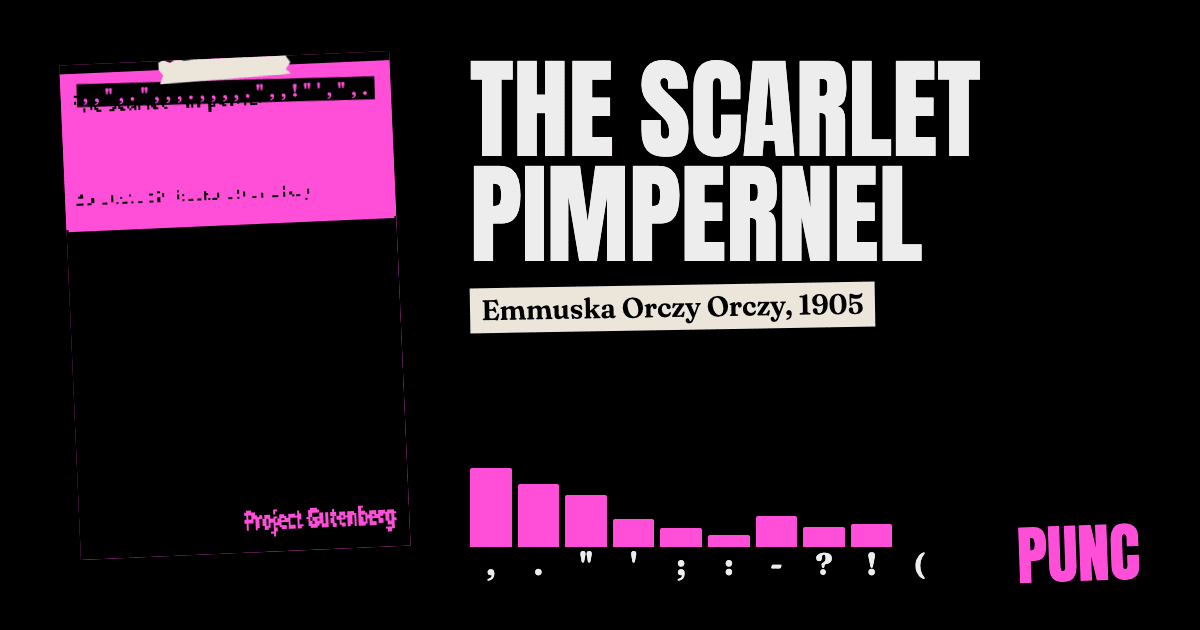 ,,".",,,.,,,,."‚,!"',",.
THE SCARLET
PIMPERNEL
Emmuska Orczy Orczy, 1905
Project Gutenberg
, . " ' ; : - ? ! (
PUNC